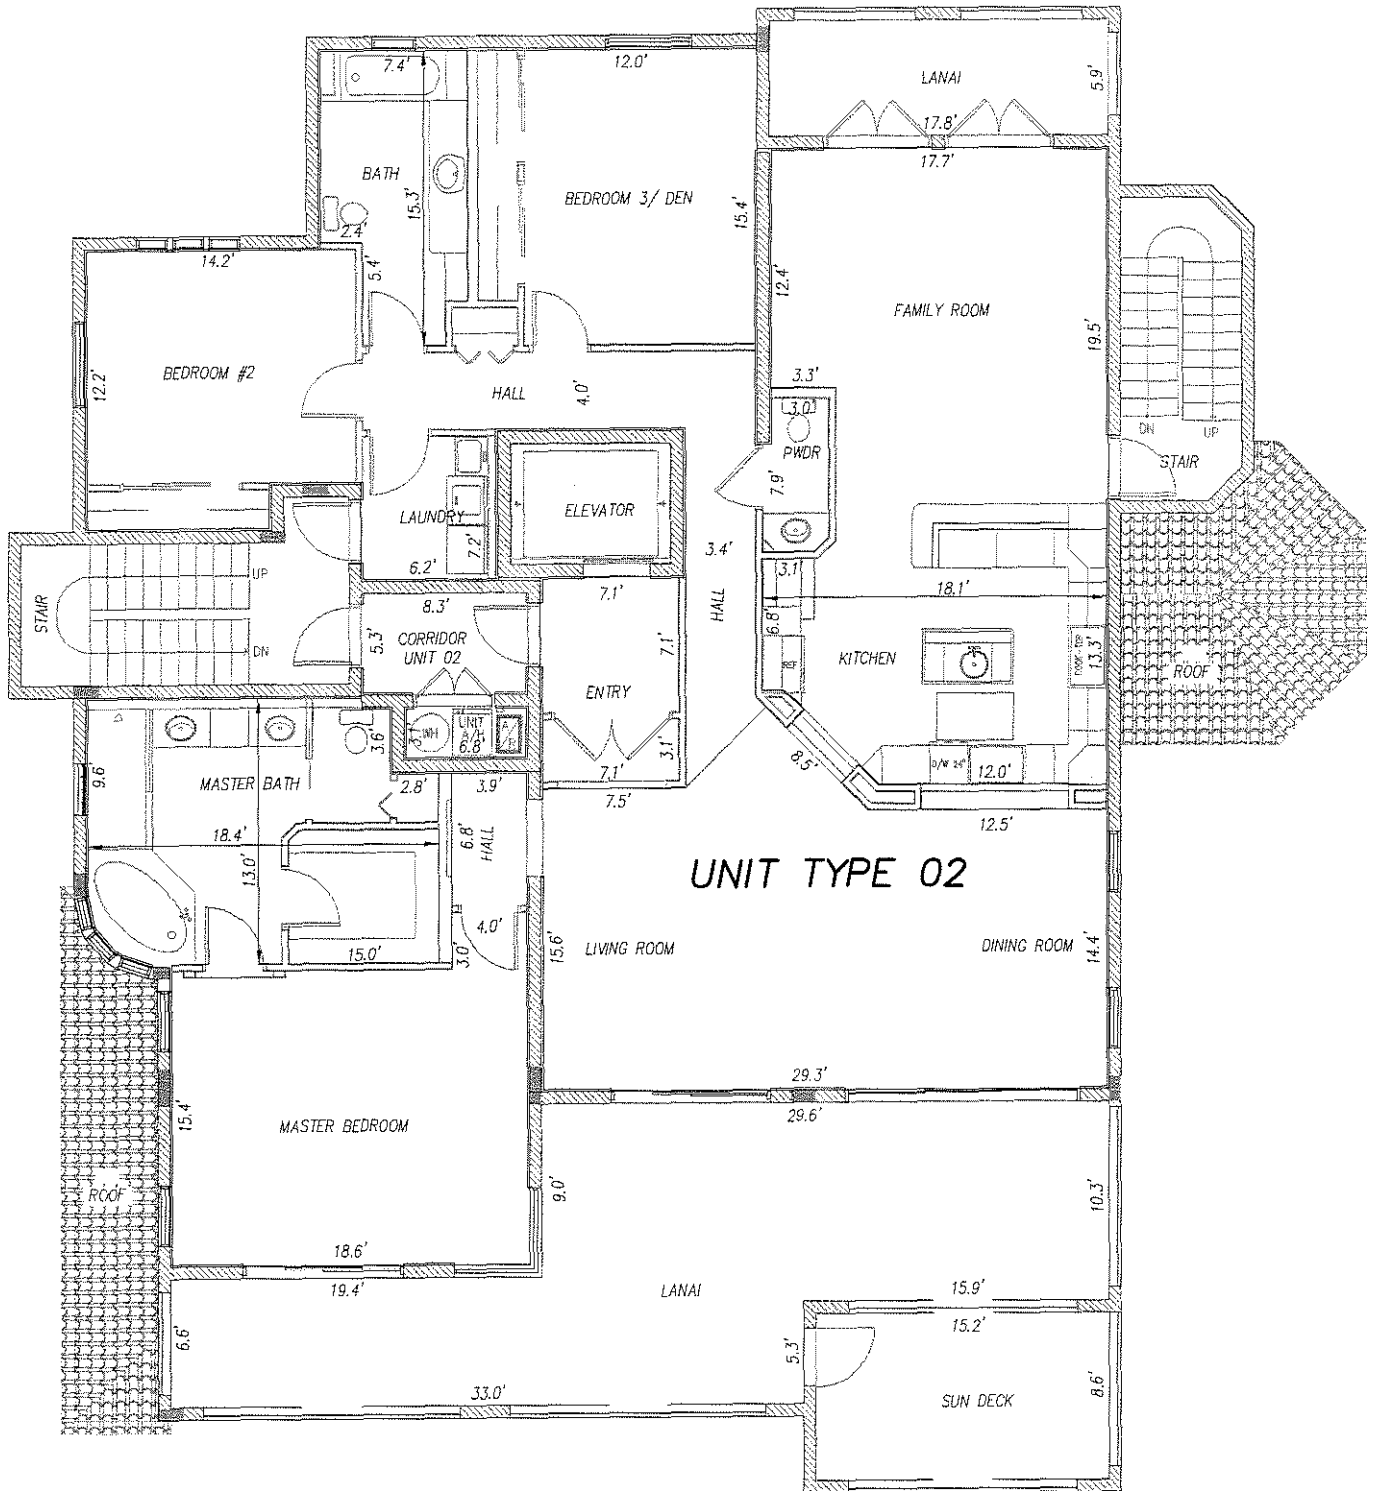 7.4'
12.0'
LANAI
5.9'
17.8'
17.7'
BATH
15.3'
2.4'
5.4'
BEDROOM 3/ DEN
15.4'
12.4'
14.2'
FAMILY ROOM
19.5'
BEDROOM #2
12.2'
HALL
4.0'
3.3'
3.0'
PWDR
7.9'
DN
UP
STAIR
LAUNDRY
7.2'
6.2'
ELEVATOR
3.4'
HALL
3.1'
18.1'
6.8'
REF
KITCHEN
13.3'
ROOF
STAIR
UP
DN
8.3'
5.3'
CORRIDOR
UNIT 02
7.1'
7.1'
ENTRY
3.1'
7.1'
7.5'
8.5'
D/W 24"
12.0'
12.5'
3.6'
3.1'
WH
UNIT
A/H
6.8'
2.8'
3.9'
9.6'
MASTER BATH
18.4'
13.0'
6.8'
HALL
4.0'
3.0'
15.0'
UNIT TYPE 02
15.6'
LIVING ROOM
DINING ROOM
14.4'
29.3'
29.6'
15.4'
MASTER BEDROOM
ROOF
9.0'
10.3'
18.6'
19.4'
LANAI
15.9'
15.2'
6.6'
5.3'
33.0'
SUN DECK
8.6'